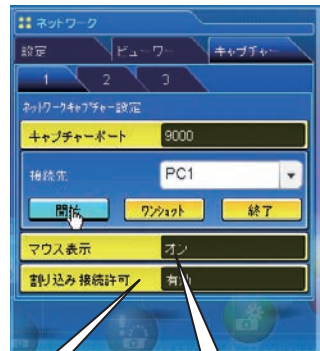 ネットワーク
設定 ビューワー キャプチャー
1 2 3
ネットワークキャプチャー設定
キャプチャーポート 9000
接続先 PC1
開始 ワンショット 終了
マウス表示 オン
割り込み接続許可 有効